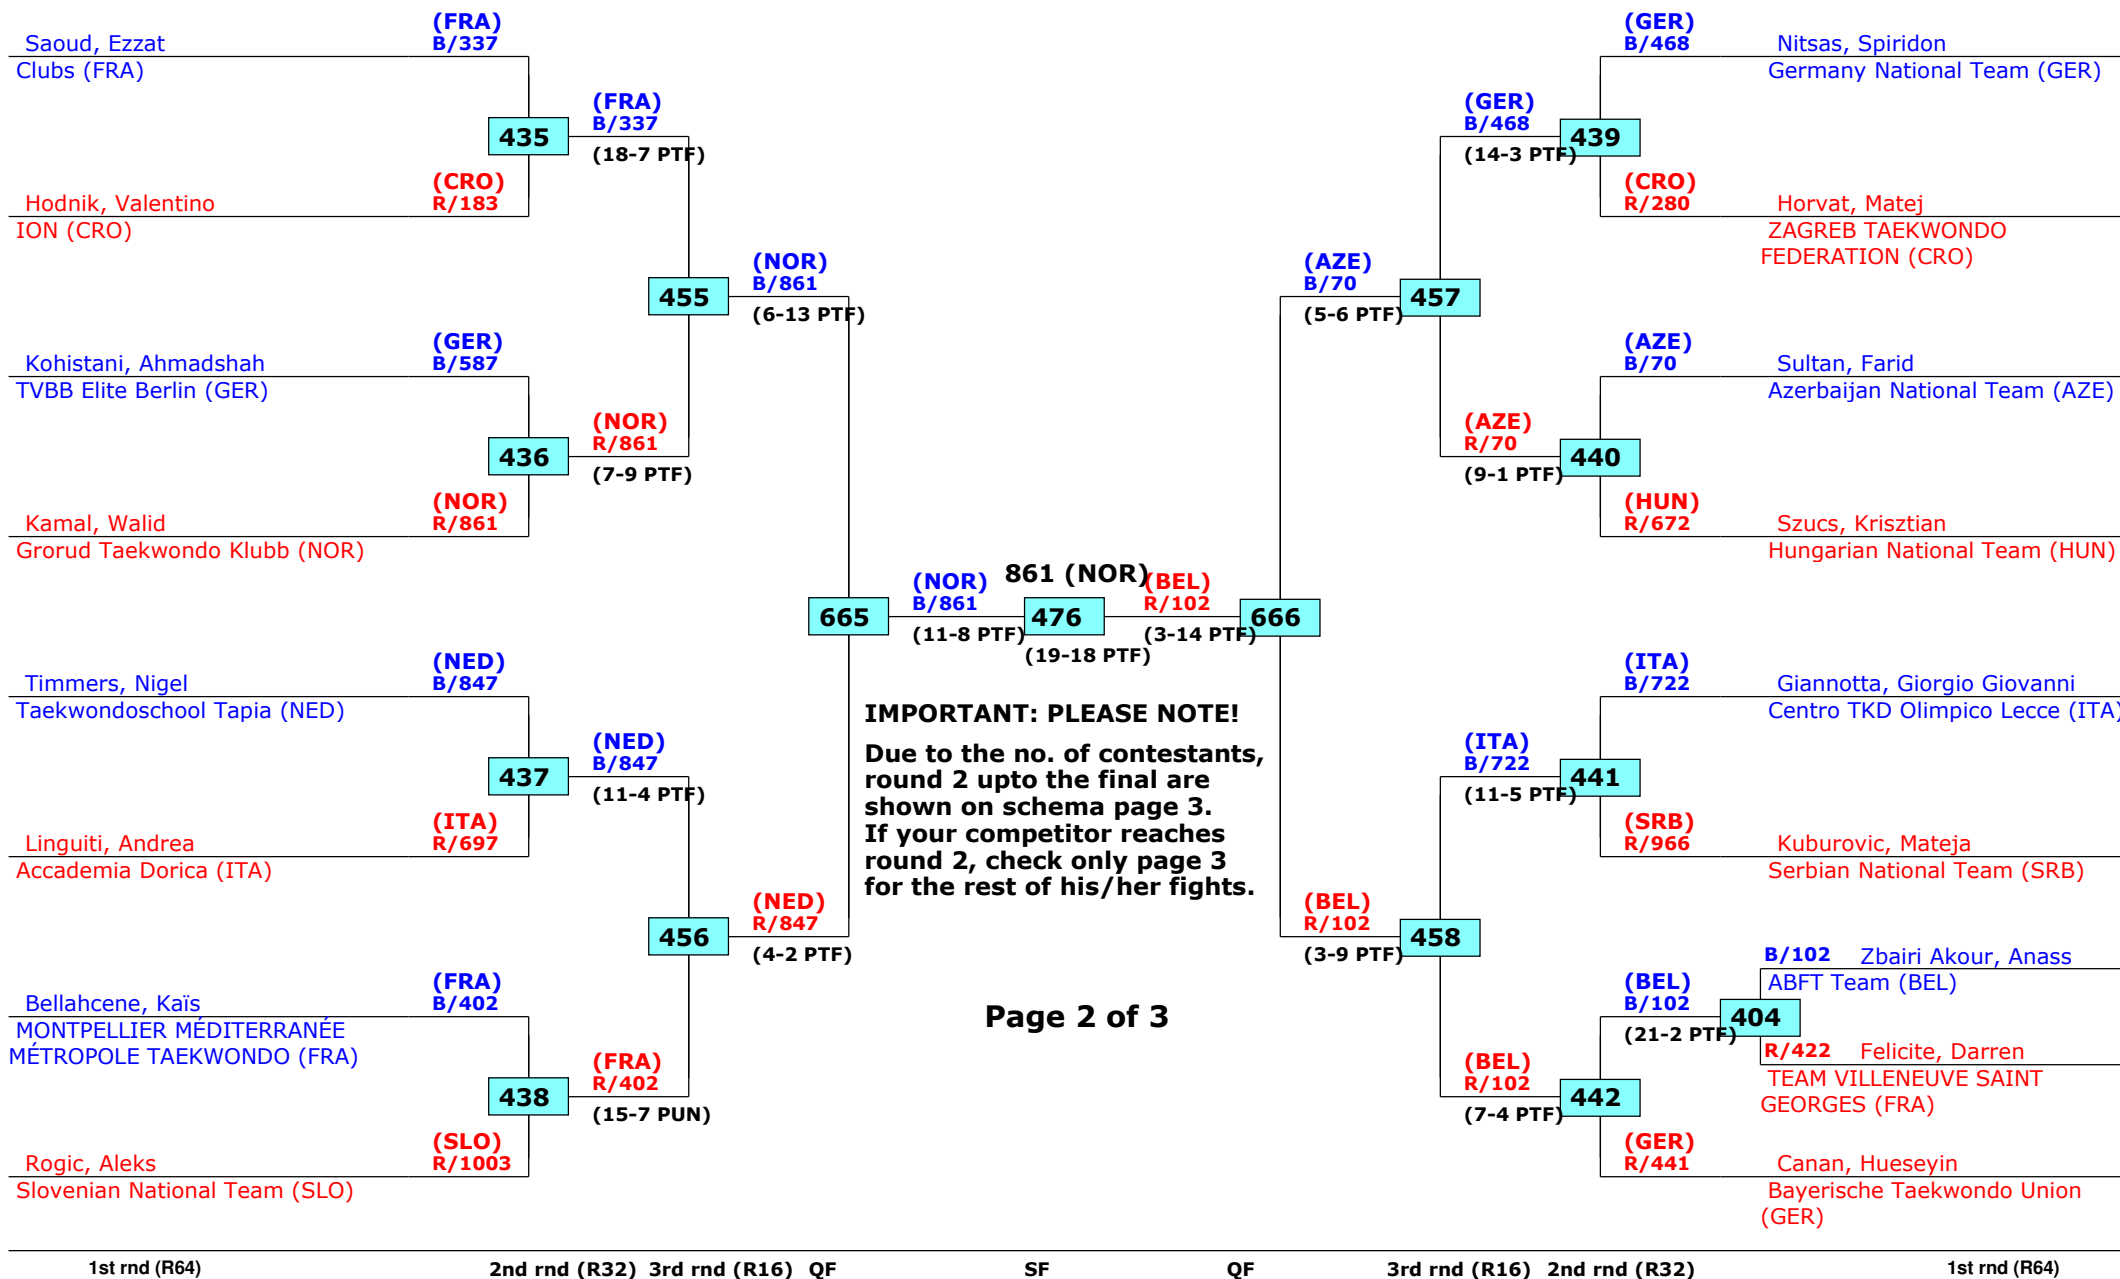 (FRA)
B/337
Saoud, Ezzat
Clubs (FRA)
435
(FRA)
B/337
(18-7 PTF)
(CRO)
R/183
Hodnik, Valentino
ION (CRO)
455
(NOR)
B/861
(6-13 PTF)
(GER)
B/587
Kohistani, Ahmadshah
TVBB Elite Berlin (GER)
436
(NOR)
R/861
(7-9 PTF)
(NOR)
R/861
Kamal, Walid
Grorud Taekwondo Klubb (NOR)
665
(NOR)
B/861
(11-8 PTF)
861 (NOR)
476
(19-18 PTF)
(BEL)
R/102
(3-14 PTF)
666
(NED)
B/847
Timmers, Nigel
Taekwondoschool Tapia (NED)
437
(NED)
B/847
(11-4 PTF)
(ITA)
R/697
Linguiti, Andrea
Accademia Dorica (ITA)
456
(NED)
R/847
(4-2 PTF)
(FRA)
B/402
Bellahcene, Kaïs
MONTPELLIER MÉDITERRANÉE
MÉTROPOLE TAEKWONDO (FRA)
438
(FRA)
R/402
(15-7 PUN)
(SLO)
R/1003
Rogic, Aleks
Slovenian National Team (SLO)
IMPORTANT: PLEASE NOTE!
Due to the no. of contestants,
round 2 upto the final are
shown on schema page 3.
If your competitor reaches
round 2, check only page 3
for the rest of his/her fights.
Page 2 of 3
(GER)
B/468
Nitsas, Spiridon
Germany National Team (GER)
(GER)
B/468
(14-3 PTF)
439
(CRO)
R/280
Horvat, Matej
ZAGREB TAEKWONDO
FEDERATION (CRO)
(AZE)
B/70
(5-6 PTF)
457
(AZE)
B/70
Sultan, Farid
Azerbaijan National Team (AZE)
(AZE)
R/70
(9-1 PTF)
440
(HUN)
R/672
Szucs, Krisztian
Hungarian National Team (HUN)
(ITA)
B/722
Giannotta, Giorgio Giovanni
Centro TKD Olimpico Lecce (ITA)
(ITA)
B/722
(11-5 PTF)
441
(SRB)
R/966
Kuburovic, Mateja
Serbian National Team (SRB)
(BEL)
R/102
(3-9 PTF)
458
B/102 Zbairi Akour, Anass
ABFT Team (BEL)
(BEL)
B/102
(21-2 PTF)
404
R/422 Felicite, Darren
TEAM VILLENEUVE SAINT
GEORGES (FRA)
(BEL)
R/102
(7-4 PTF)
442
(GER)
R/441
Canan, Hueseyin
Bayerische Taekwondo Union
(GER)
1st rnd (R64) 2nd rnd (R32) 3rd rnd (R16) QF SF QF 3rd rnd (R16) 2nd rnd (R32) 1st rnd (R64)